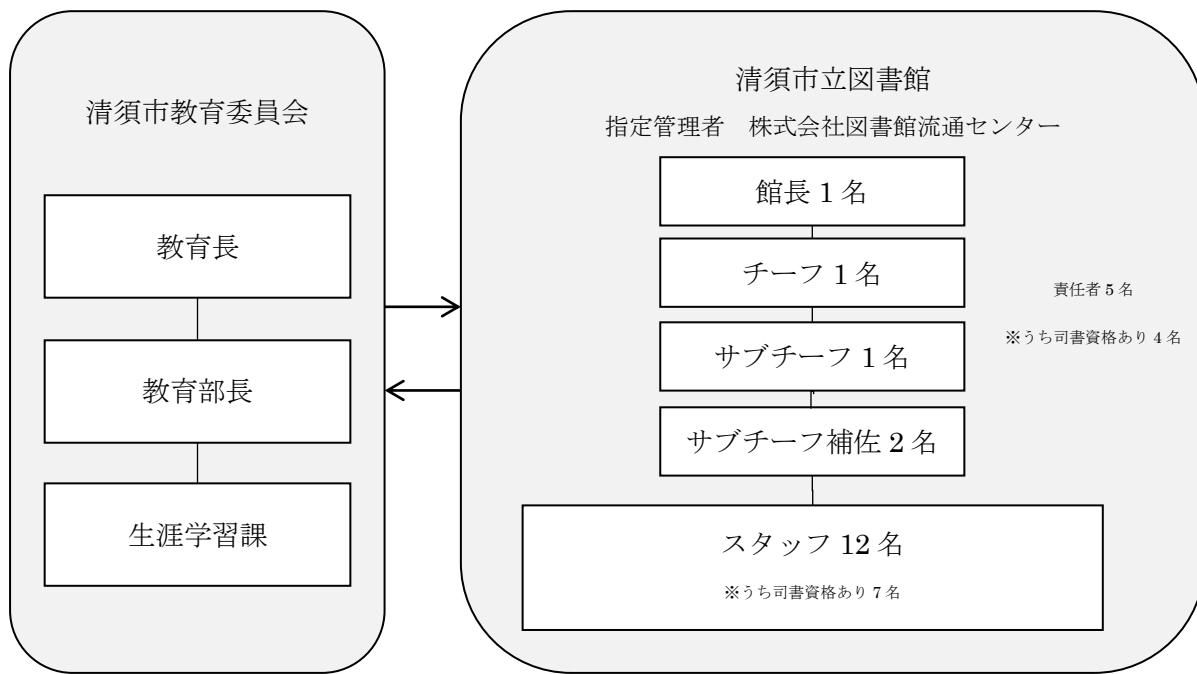 清須市教育委員会
教育長
教育部長
生涯学習課
清須市立図書館
指定管理者　株式会社図書館流通センター
館長 1 名
チーフ 1 名
サブチーフ 1 名
サブチーフ補佐 2 名
責任者 5 名
※うち司書資格あり 4 名
スタッフ 12 名
※うち司書資格あり 7 名